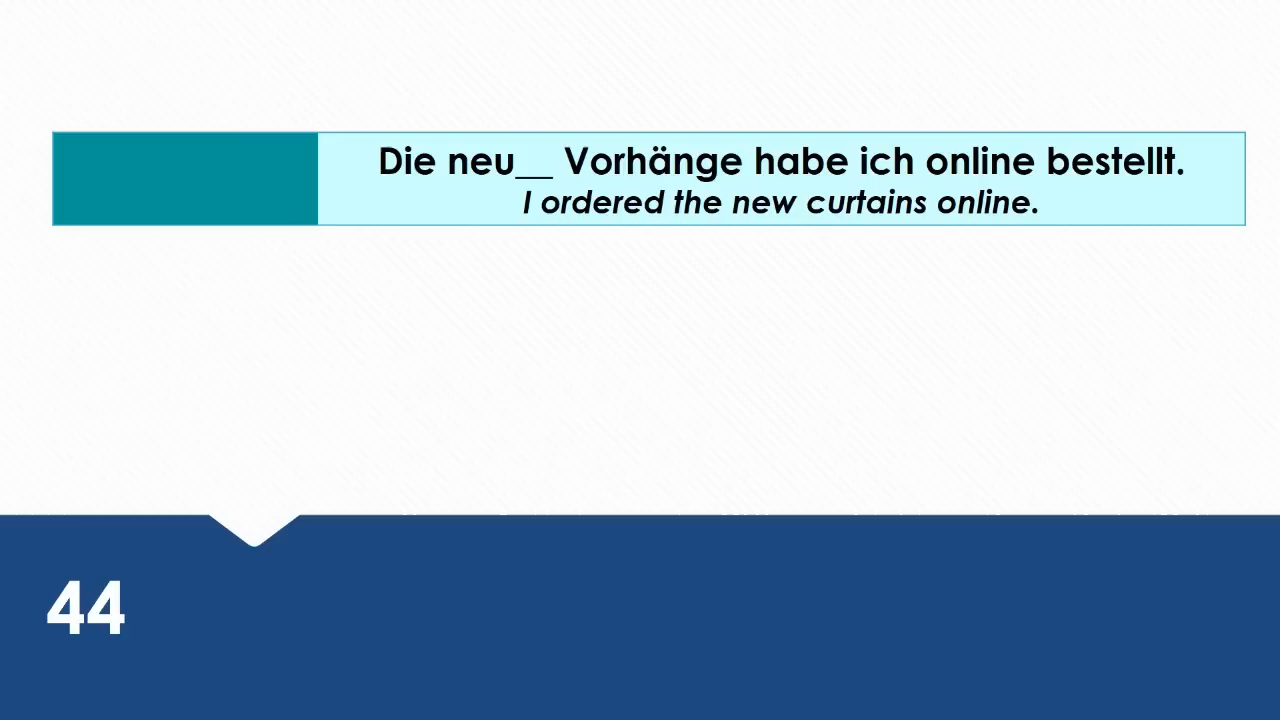 Die neu__ Vorhänge habe ich online bestellt.
I ordered the new curtains online.
44